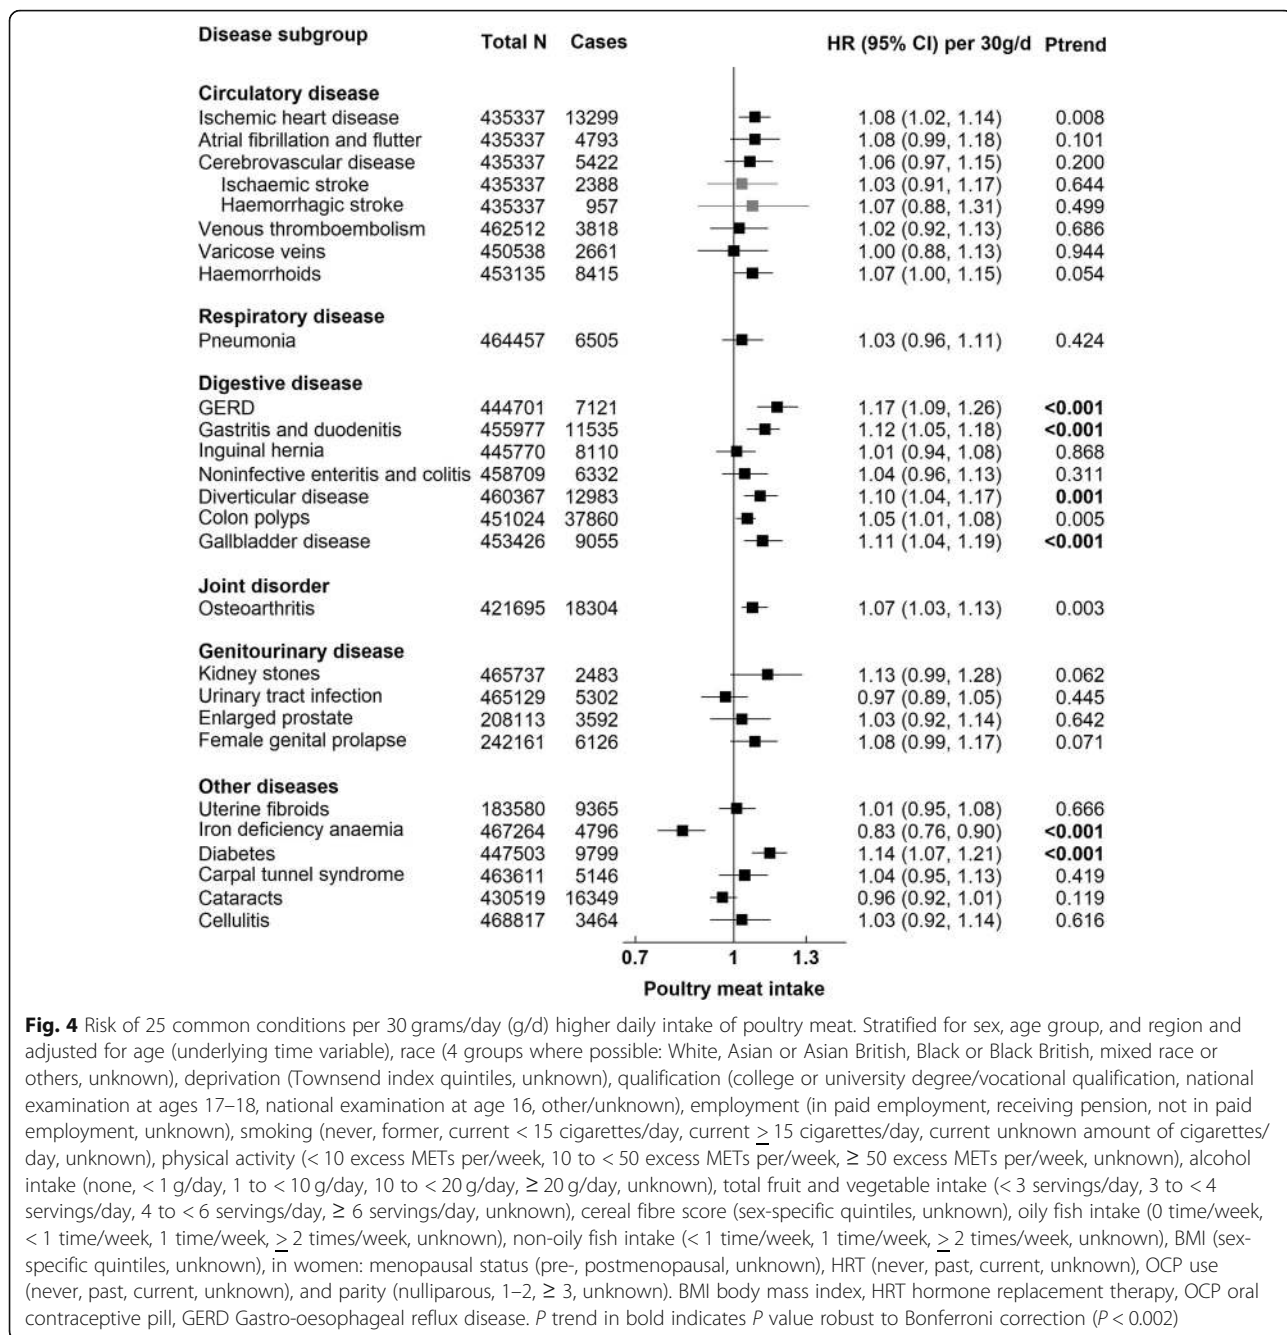 Disease subgroup Total N Cases HR (95% CI) per 30g/d Ptrend
Circulatory disease
Ischemic heart disease 435337 13299 1.08 (1.02, 1.14) 0.008
Atrial fibrillation and flutter 435337 4793 1.08 (0.99, 1.18) 0.101
Cerebrovascular disease 435337 5422 1.06 (0.97, 1.15) 0.200
Ischaemic stroke 435337 2388 1.03 (0.91, 1.17) 0.644
Haemorrhagic stroke 435337 957 1.07 (0.88, 1.31) 0.499
Venous thromboembolism 462512 3818 1.02 (0.92, 1.13) 0.686
Varicose veins 450538 2661 1.00 (0.88, 1.13) 0.944
Haemorrhoids 453135 8415 1.07 (1.00, 1.15) 0.054
Respiratory disease
Pneumonia 464457 6505 1.03 (0.96, 1.11) 0.424
Digestive disease
GERD 444701 7121 1.17 (1.09, 1.26) <0.001
Gastritis and duodenitis 455977 11535 1.12 (1.05, 1.18) <0.001
Inguinal hernia 445770 8110 1.01 (0.94, 1.08) 0.868
Noninfective enteritis and colitis 458709 6332 1.04 (0.96, 1.13) 0.311
Diverticular disease 460367 12983 1.10 (1.04, 1.17) 0.001
Colon polyps 451024 37860 1.05 (1.01, 1.08) 0.005
Gallbladder disease 453426 9055 1.11 (1.04, 1.19) <0.001
Joint disorder
Osteoarthritis 421695 18304 1.07 (1.03, 1.13) 0.003
Genitourinary disease
Kidney stones 465737 2483 1.13 (0.99, 1.28) 0.062
Urinary tract infection 465129 5302 0.97 (0.89, 1.05) 0.445
Enlarged prostate 208113 3592 1.03 (0.92, 1.14) 0.642
Female genital prolapse 242161 6126 1.08 (0.99, 1.17) 0.071
Other diseases
Uterine fibroids 183580 9365 1.01 (0.95, 1.08) 0.666
Iron deficiency anaemia 467264 4796 0.83 (0.76, 0.90) <0.001
Diabetes 447503 9799 1.14 (1.07, 1.21) <0.001
Carpal tunnel syndrome 463611 5146 1.04 (0.95, 1.13) 0.419
Cataracts 430519 16349 0.96 (0.92, 1.01) 0.119
Cellulitis 468817 3464 1.03 (0.92, 1.14) 0.616
0.7 1 1.3
Poultry meat intake
Fig. 4 Risk of 25 common conditions per 30 grams/day (g/d) higher daily intake of poultry meat. Stratified for sex, age group, and region and
adjusted for age (underlying time variable), race (4 groups where possible: White, Asian or Asian British, Black or Black British, mixed race or
others, unknown), deprivation (Townsend index quintiles, unknown), qualification (college or university degree/vocational qualification, national
examination at ages 17–18, national examination at age 16, other/unknown), employment (in paid employment, receiving pension, not in paid
employment, unknown), smoking (never, former, current < 15 cigarettes/day, current ≥ 15 cigarettes/day, current unknown amount of cigarettes/
day, unknown), physical activity (< 10 excess METs per/week, 10 to < 50 excess METs per/week, ≥ 50 excess METs per/week, unknown), alcohol
intake (none, < 1 g/day, 1 to < 10 g/day, 10 to < 20 g/day, ≥ 20 g/day, unknown), total fruit and vegetable intake (< 3 servings/day, 3 to < 4
servings/day, 4 to < 6 servings/day, ≥ 6 servings/day, unknown), cereal fibre score (sex-specific quintiles, unknown), oily fish intake (0 time/week,
< 1 time/week, 1 time/week, ≥ 2 times/week, unknown), non-oily fish intake (< 1 time/week, 1 time/week, ≥ 2 times/week, unknown), BMI (sex-
specific quintiles, unknown), in women: menopausal status (pre-, postmenopausal, unknown), HRT (never, past, current, unknown), OCP use
(never, past, current, unknown), and parity (nulliparous, 1–2, ≥ 3, unknown). BMI body mass index, HRT hormone replacement therapy, OCP oral
contraceptive pill, GERD Gastro-oesophageal reflux disease. P trend in bold indicates P value robust to Bonferroni correction (P < 0.002)